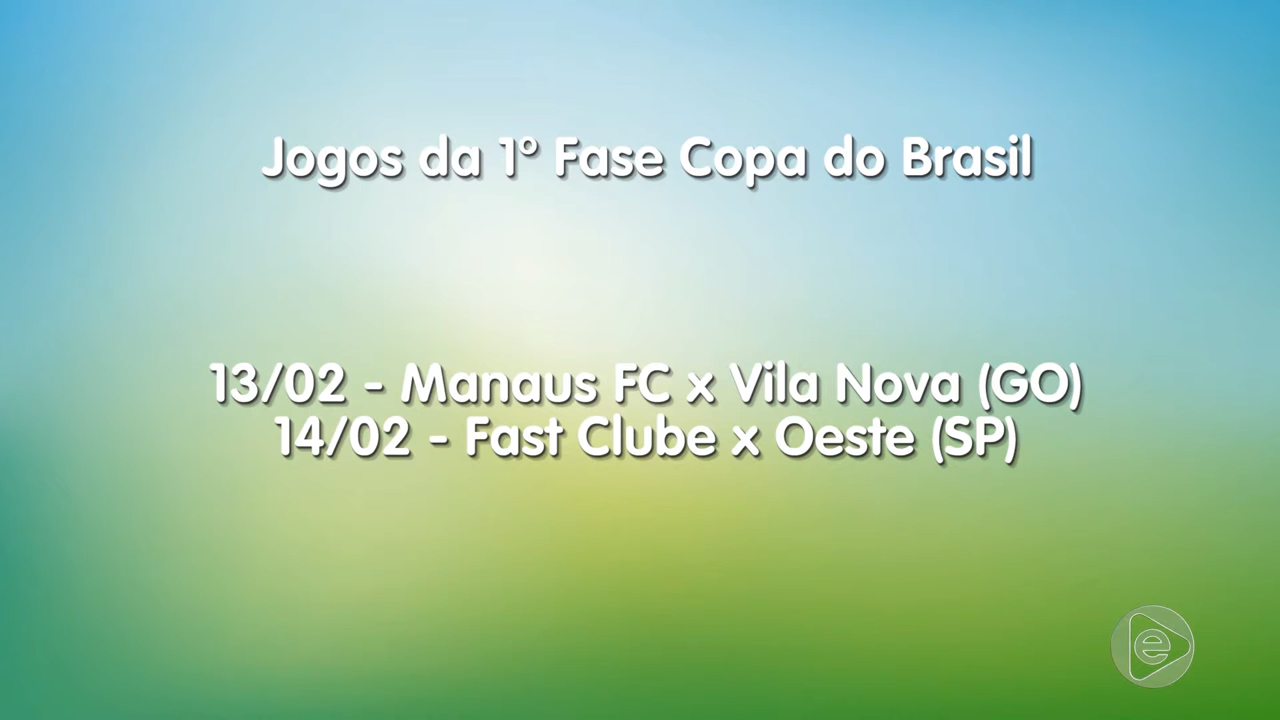 Jogos da 1° Fase Copa do Brasil
13/02 - Manaus FC x Vila Nova (GO)
14/02 - Fast Clube x Oeste (SP)
e